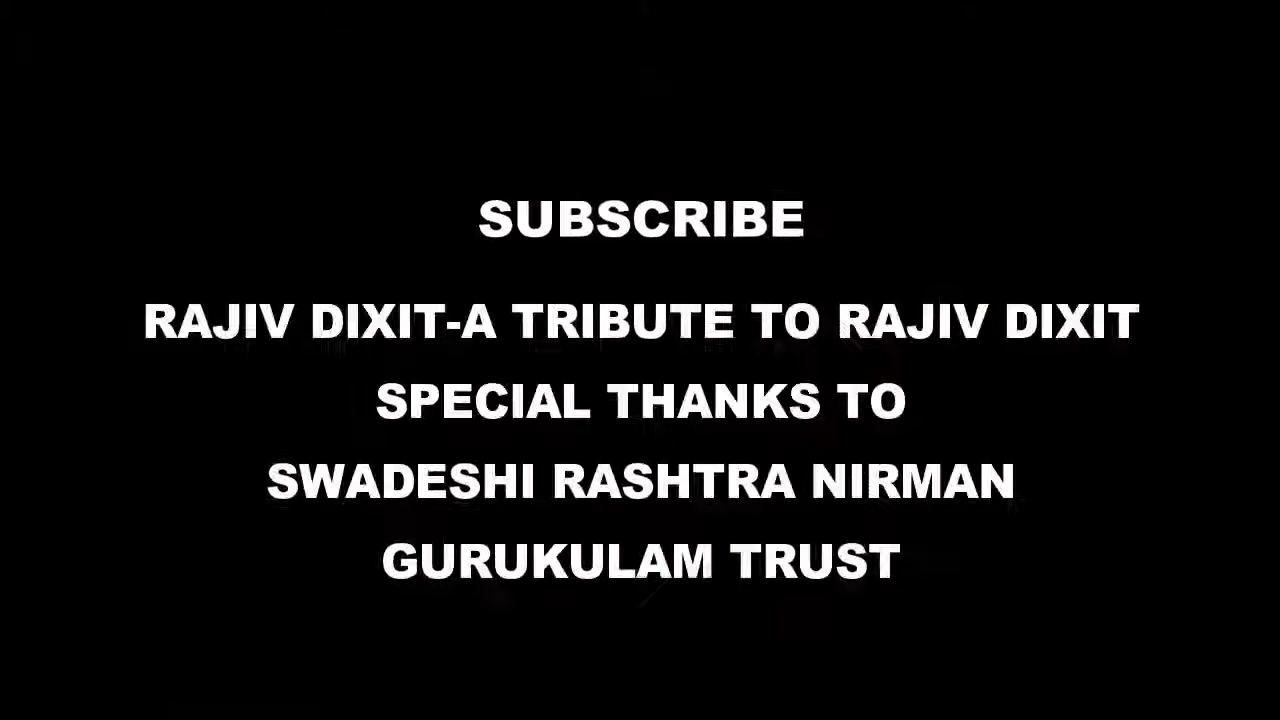 SUBSCRIBE
RAJIV DIXIT-A TRIBUTE TO RAJIV DIXIT
SPECIAL THANKS TO
SWADESHI RASHTRA NIRMAN
GURUKULAM TRUST